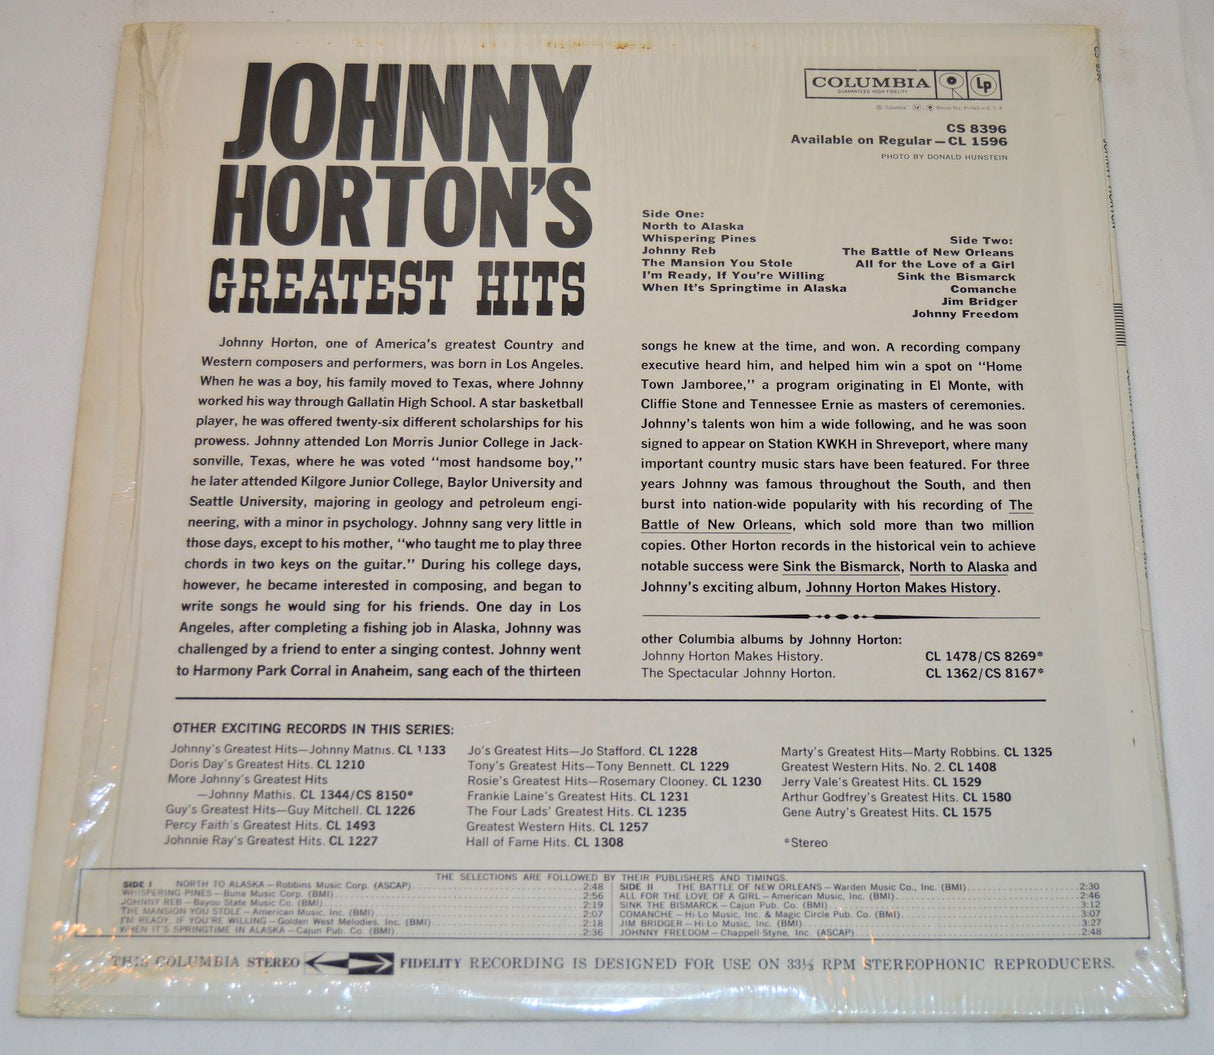 JOHNNY
HORTON'S
GREATEST HITS
COLUMBIA
GUARANTEED HIGH FIDELITY
Lp
CS 8396
Available on Regular—CL 1596
PHOTO BY DONALD HUNSTEIN
Side One:
North to Alaska
Whispering Pines
Johnny Reb
The Mansion You Stole
I'm Ready, If You're Willing
When It's Springtime in Alaska
Side Two:
The Battle of New Orleans
All for the Love of a Girl
Sink the Bismarck
Comanche
Jim Bridger
Johnny Freedom
Johnny Horton, one of America's greatest Country and
Western composers and performers, was born in Los Angeles.
When he was a boy, his family moved to Texas, where Johnny
worked his way through Gallatin High School. A star basketball
player, he was offered twenty-six different scholarships for his
prowess. Johnny attended Lon Morris Junior College in Jack-
sonville, Texas, where he was voted "most handsome boy,"
he later attended Kilgore Junior College, Baylor University and
Seattle University, majoring in geology and petroleum engi-
neering, with a minor in psychology. Johnny sang very little in
those days, except to his mother, "who taught me to play three
chords in two keys on the guitar." During his college days,
however, he became interested in composing, and began to
write songs he would sing for his friends. One day in Los
Angeles, after completing a fishing job in Alaska, Johnny was
challenged by a friend to enter a singing contest. Johnny went
to Harmony Park Corral in Anaheim, sang each of the thirteen
songs he knew at the time, and won. A recording company
executive heard him, and helped him win a spot on "Home
Town Jamboree," a program originating in El Monte, with
Cliffie Stone and Tennessee Ernie as masters of ceremonies.
Johnny's talents won him a wide following, and he was soon
signed to appear on Station KWKH in Shreveport, where many
important country music stars have been featured. For three
years Johnny was famous throughout the South, and then
burst into nation-wide popularity with his recording of The
Battle of New Orleans, which sold more than two million
copies. Other Horton records in the historical vein to achieve
notable success were Sink the Bismarck, North to Alaska and
Johnny's exciting album, Johnny Horton Makes History.
other Columbia albums by Johnny Horton:
Johnny Horton Makes History. CL 1478/CS 8269*
The Spectacular Johnny Horton. CL 1362/CS 8167*
OTHER EXCITING RECORDS IN THIS SERIES:
Johnny's Greatest Hits—Johnny Mathis. CL 1133
Doris Day's Greatest Hits. CL 1210
More Johnny's Greatest Hits
—Johnny Mathis. CL 1344/CS 8150*
Guy's Greatest Hits—Guy Mitchell. CL 1226
Percy Faith's Greatest Hits. CL 1493
Johnnie Ray's Greatest Hits. CL 1227
Jo's Greatest Hits—Jo Stafford. CL 1228
Tony's Greatest Hits—Tony Bennett. CL 1229
Rosie's Greatest Hits—Rosemary Clooney. CL 1230
Frankie Laine's Greatest Hits. CL 1231
The Four Lads' Greatest Hits. CL 1235
Greatest Western Hits. CL 1257
Hall of Fame Hits. CL 1308
Marty's Greatest Hits—Marty Robbins. CL 1325
Greatest Western Hits. No. 2. CL 1408
Jerry Vale's Greatest Hits. CL 1529
Arthur Godfrey's Greatest Hits. CL 1580
Gene Autry's Greatest Hits. CL 1575
*Stereo
THE SELECTIONS ARE FOLLOWED BY THEIR PUBLISHERS AND TIMINGS.
SIDE I NORTH TO ALASKA—Robbins Music Corp. (ASCAP) 2:48
WHISPERING PINES—Buna Music Corp. (BMI) 2:56
JOHNNY REB—Bayou State Music Co. (BMI) 2:19
THE MANSION YOU STOLE—American Music, Inc. (BMI) 2:07
I'M READY, IF YOU'RE WILLING—Golden West Melodies, Inc. (BMI) 2:18
WHEN IT'S SPRINGTIME IN ALASKA—Cajun Pub. Co. (BMI) 2:36
SIDE II THE BATTLE OF NEW ORLEANS—Warden Music Co., Inc. (BMI) 2:30
ALL FOR THE LOVE OF A GIRL—American Music, Inc. (BMI) 2:46
SINK THE BISMARCK—Cajun Pub. Co. (BMI) 3:12
COMANCHE—Hi-Lo Music, Inc. & Magic Circle Pub. Co. (BMI) 3:07
JIM BRIDGER—Hi-Lo Music, Inc. (BMI) 3:27
JOHNNY FREEDOM—Chappell-Styne, Inc. (ASCAP) 2:48
THIS COLUMBIA STEREO FIDELITY RECORDING IS DESIGNED FOR USE ON 33⅓ RPM STEREOPHONIC REPRODUCERS.